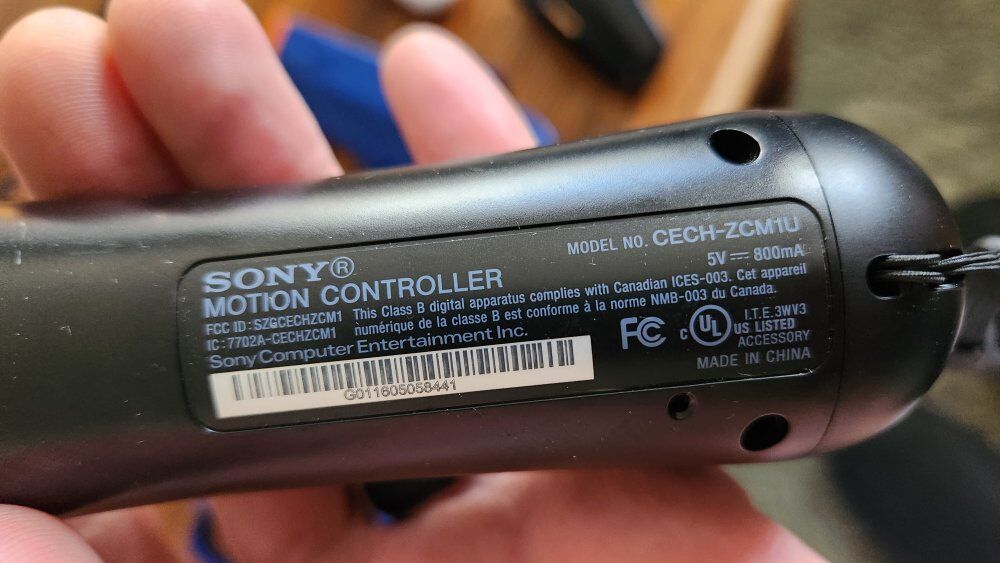 SONY®
MOTION CONTROLLER
MODEL NO. CECH-ZCM1U
5V ⎓ 800mA
FCC ID: SZGCECHZCM1
IC: 7702A-CECHZCM1
This Class B digital apparatus complies with Canadian ICES-003. Cet appareil
numérique de la classe B est conforme à la norme NMB-003 du Canada.
Sony Computer Entertainment Inc.
FC
C UL® US LISTED
I.T.E. 3WV3
ACCESSORY
MADE IN CHINA
G011605058441